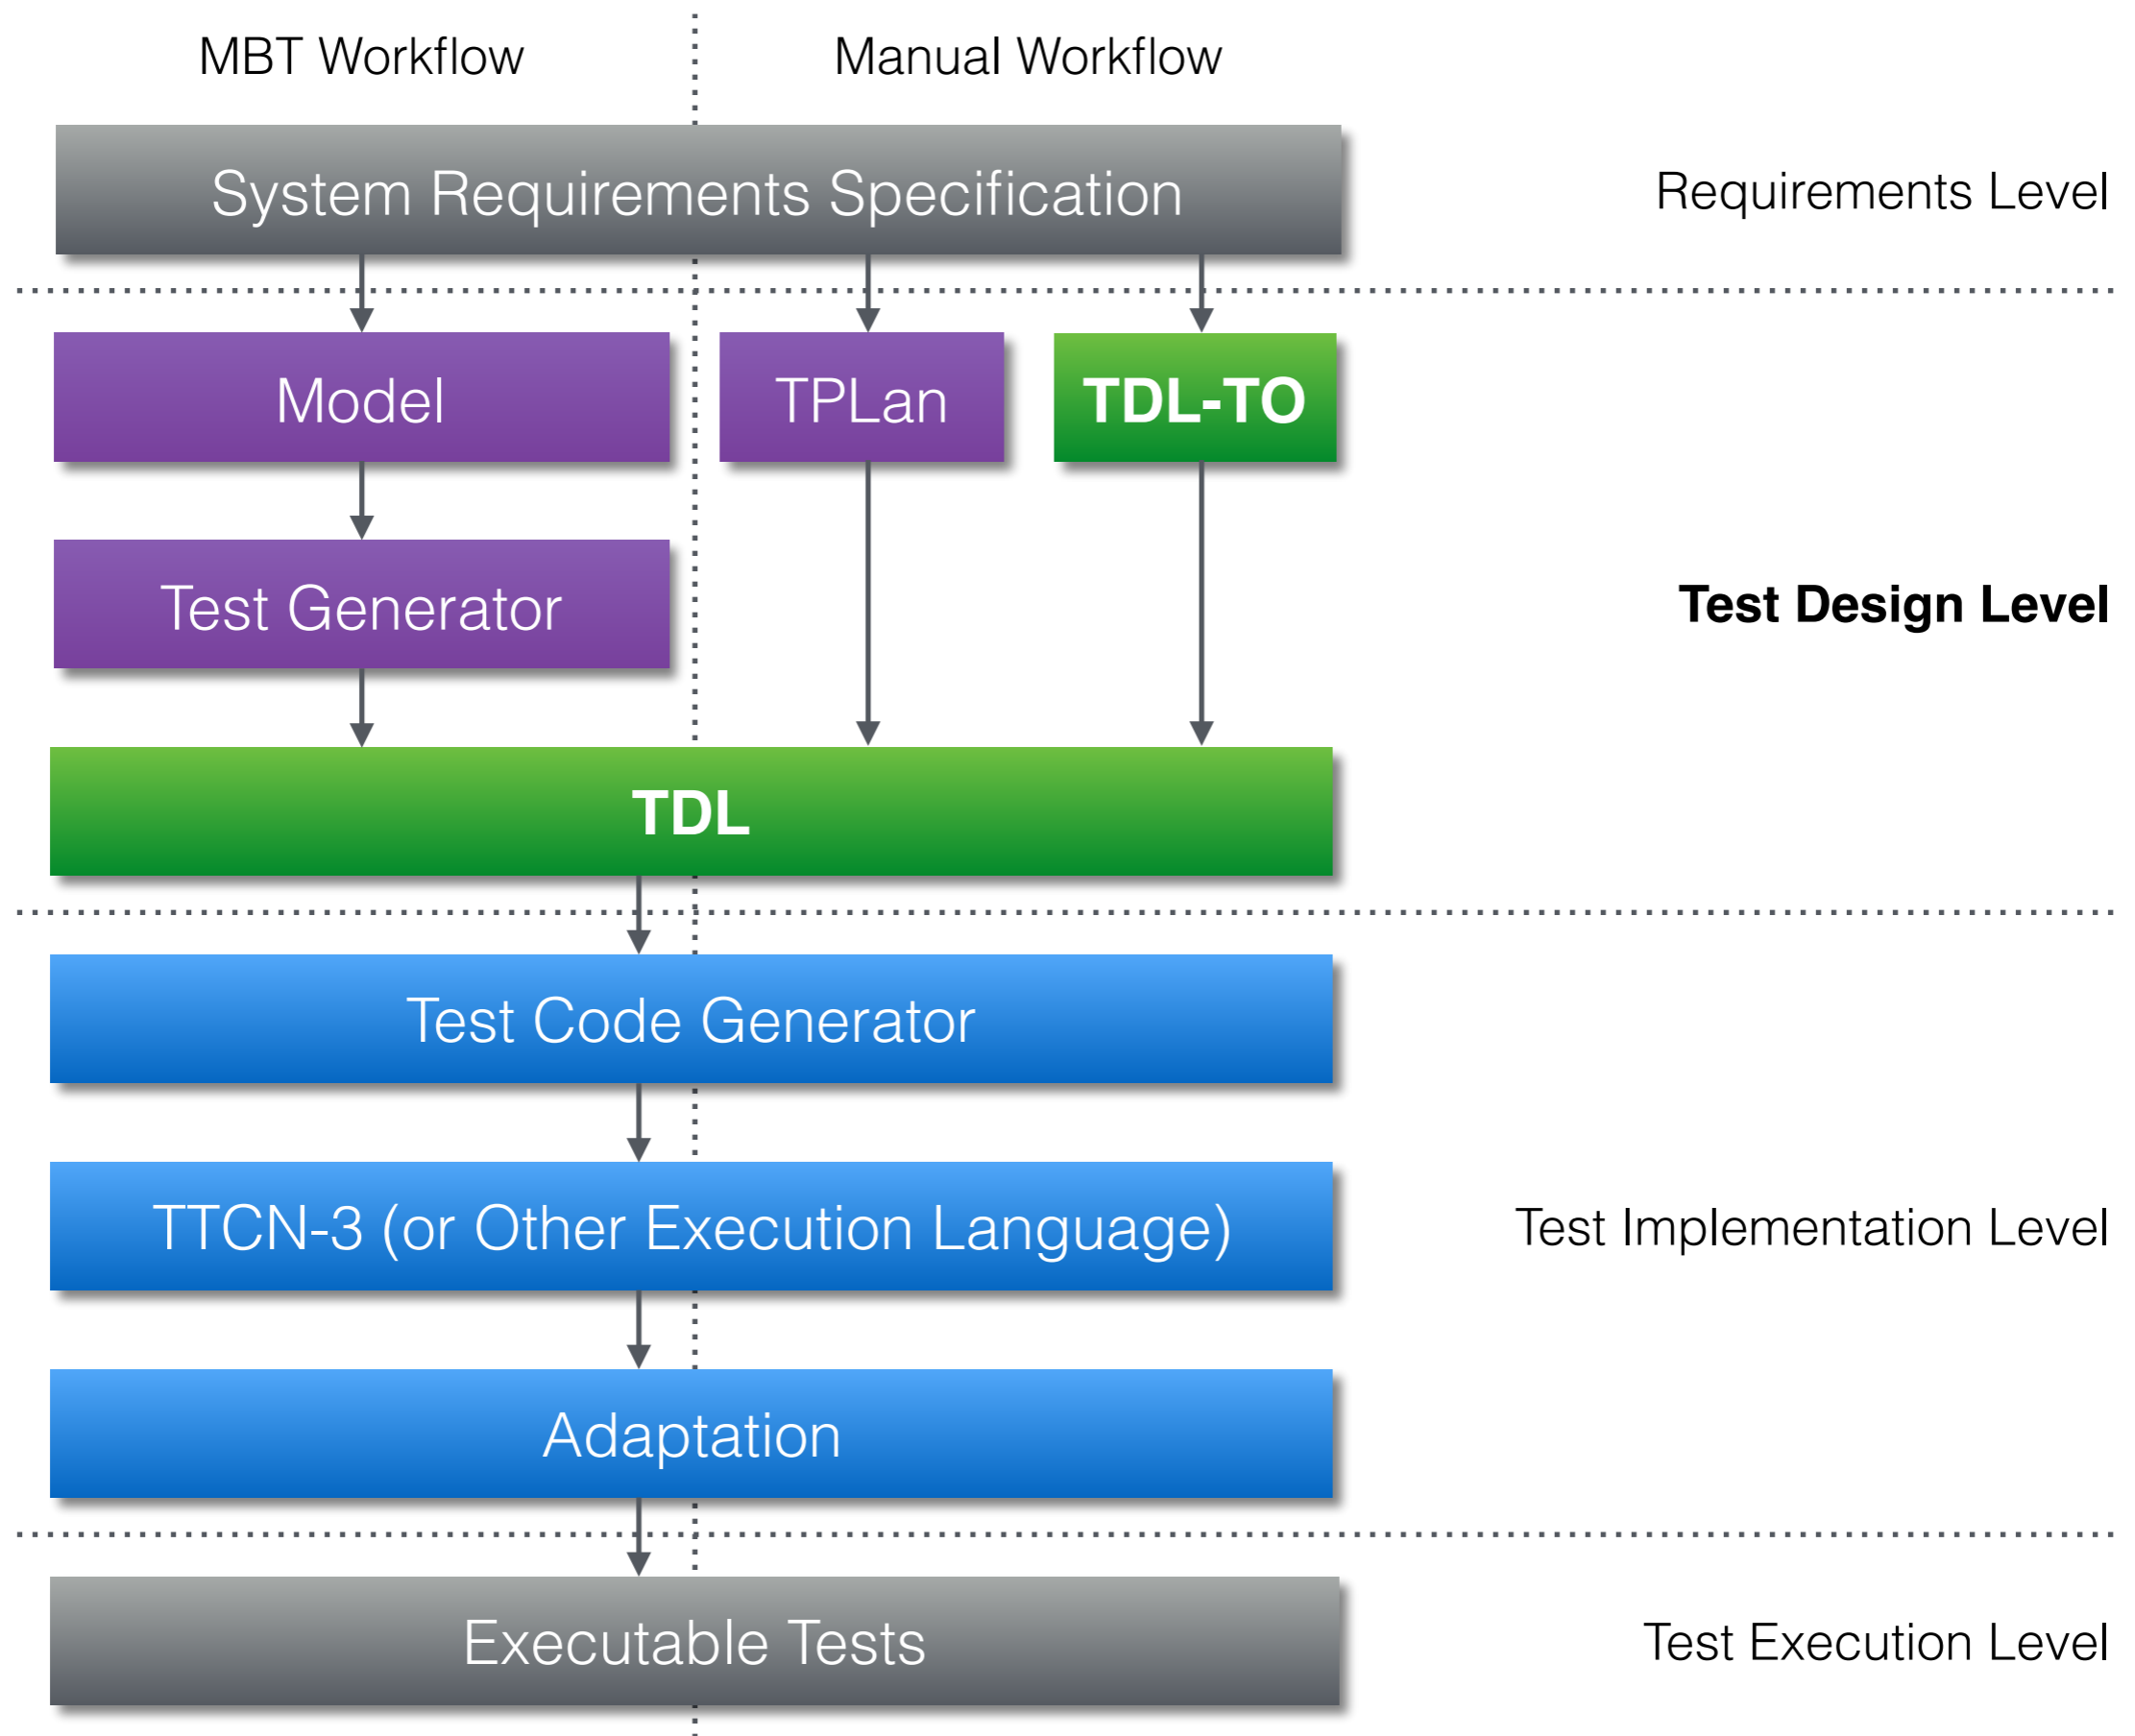 MBT Workflow
Manual Workflow
System Requirements Specification
Requirements Level
Model
TPLan
TDL-TO
Test Generator
Test Design Level
TDL
Test Code Generator
TTCN-3 (or Other Execution Language)
Test Implementation Level
Adaptation
Executable Tests
Test Execution Level